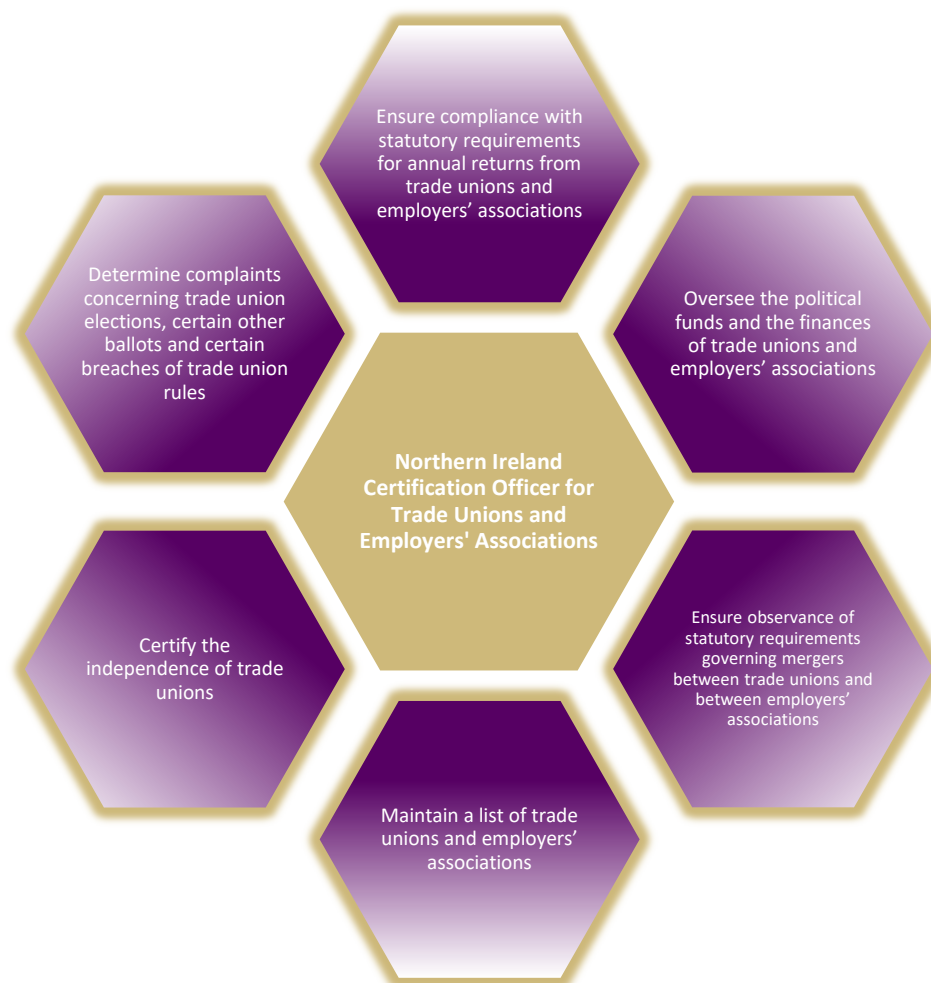 Ensure compliance with
statutory requirements
for annual returns from
trade unions and
employers’ associations
Determine complaints
concerning trade union
elections, certain other
ballots and certain
breaches of trade union
rules
Oversee the political
funds and the finances
of trade unions and
employers’ associations
Northern Ireland
Certification Officer for
Trade Unions and
Employers' Associations
Certify the
independence of trade
unions
Ensure observance of
statutory requirements
governing mergers
between trade unions and
between employers’
associations
Maintain a list of trade
unions and employers’
associations